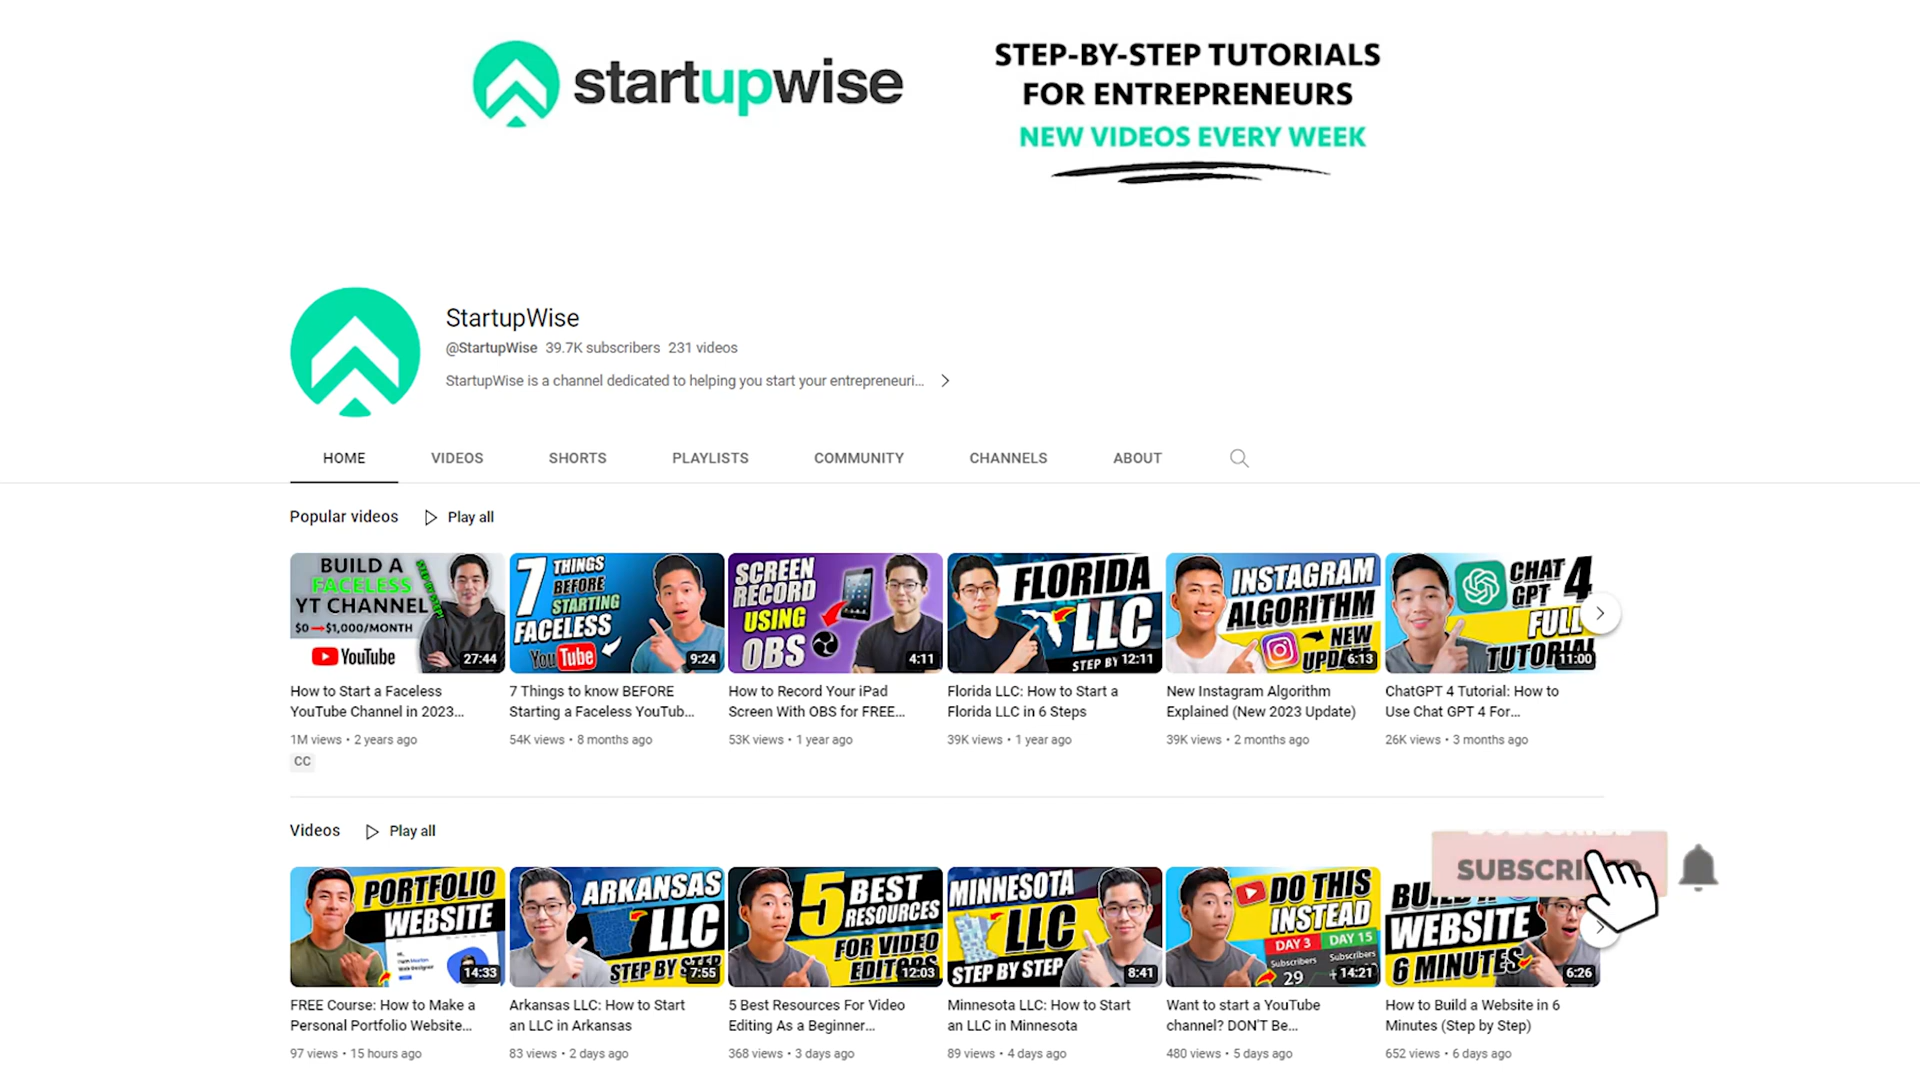 startupwise
STEP-BY-STEP TUTORIALS
FOR ENTREPRENEURS
NEW VIDEOS EVERY WEEK
StartupWise
@StartupWise 39.7K subscribers 231 videos
StartupWise is a channel dedicated to helping you start your entrepreneuri...
HOME VIDEOS SHORTS PLAYLISTS COMMUNITY CHANNELS ABOUT
Popular videos Play all
BUILD A
FACELESS
YT CHANNEL
STEP BY STEP!
$0 → $1,000/MONTH
YouTube
27:44
7 THINGS
BEFORE
STARTING
FACELESS
YouTube
9:24
SCREEN
RECORD
USING
OBS
4:11
FLORIDA
LLC
STEP BY
12:11
INSTAGRAM
ALGORITHM
NEW
6:13
CHAT
GPT 4
FULL
TUTORIAL
11:00
How to Start a Faceless
YouTube Channel in 2023...
1M views • 2 years ago
CC
7 Things to know BEFORE
Starting a Faceless YouTub...
54K views • 8 months ago
How to Record Your iPad
Screen With OBS for FREE...
53K views • 1 year ago
Florida LLC: How to Start a
Florida LLC in 6 Steps
39K views • 1 year ago
New Instagram Algorithm
Explained (New 2023 Update)
39K views • 2 months ago
ChatGPT 4 Tutorial: How to
Use Chat GPT 4 For...
26K views • 3 months ago
Videos Play all
PORTFOLIO
WEBSITE
14:33
ARKANSAS
LLC
STEP BY STEP
7:55
5 BEST
RESOURCES
FOR VIDEO
EDITORS
12:03
MINNESOTA
LLC
STEP BY STEP
8:41
DO THIS
INSTEAD
DAY 3 DAY 15
Subscribers Subscribers
29
14:21
SUBSCRIBED
WEBSITE
6 MINUTES
6:26
FREE Course: How to Make a
Personal Portfolio Website...
97 views • 15 hours ago
Arkansas LLC: How to Start
an LLC in Arkansas
83 views • 2 days ago
5 Best Resources For Video
Editing As a Beginner...
368 views • 3 days ago
Minnesota LLC: How to Start
an LLC in Minnesota
89 views • 4 days ago
Want to start a YouTube
channel? DON'T Be...
480 views • 5 days ago
How to Build a Website in 6
Minutes (Step by Step)
652 views • 6 days ago